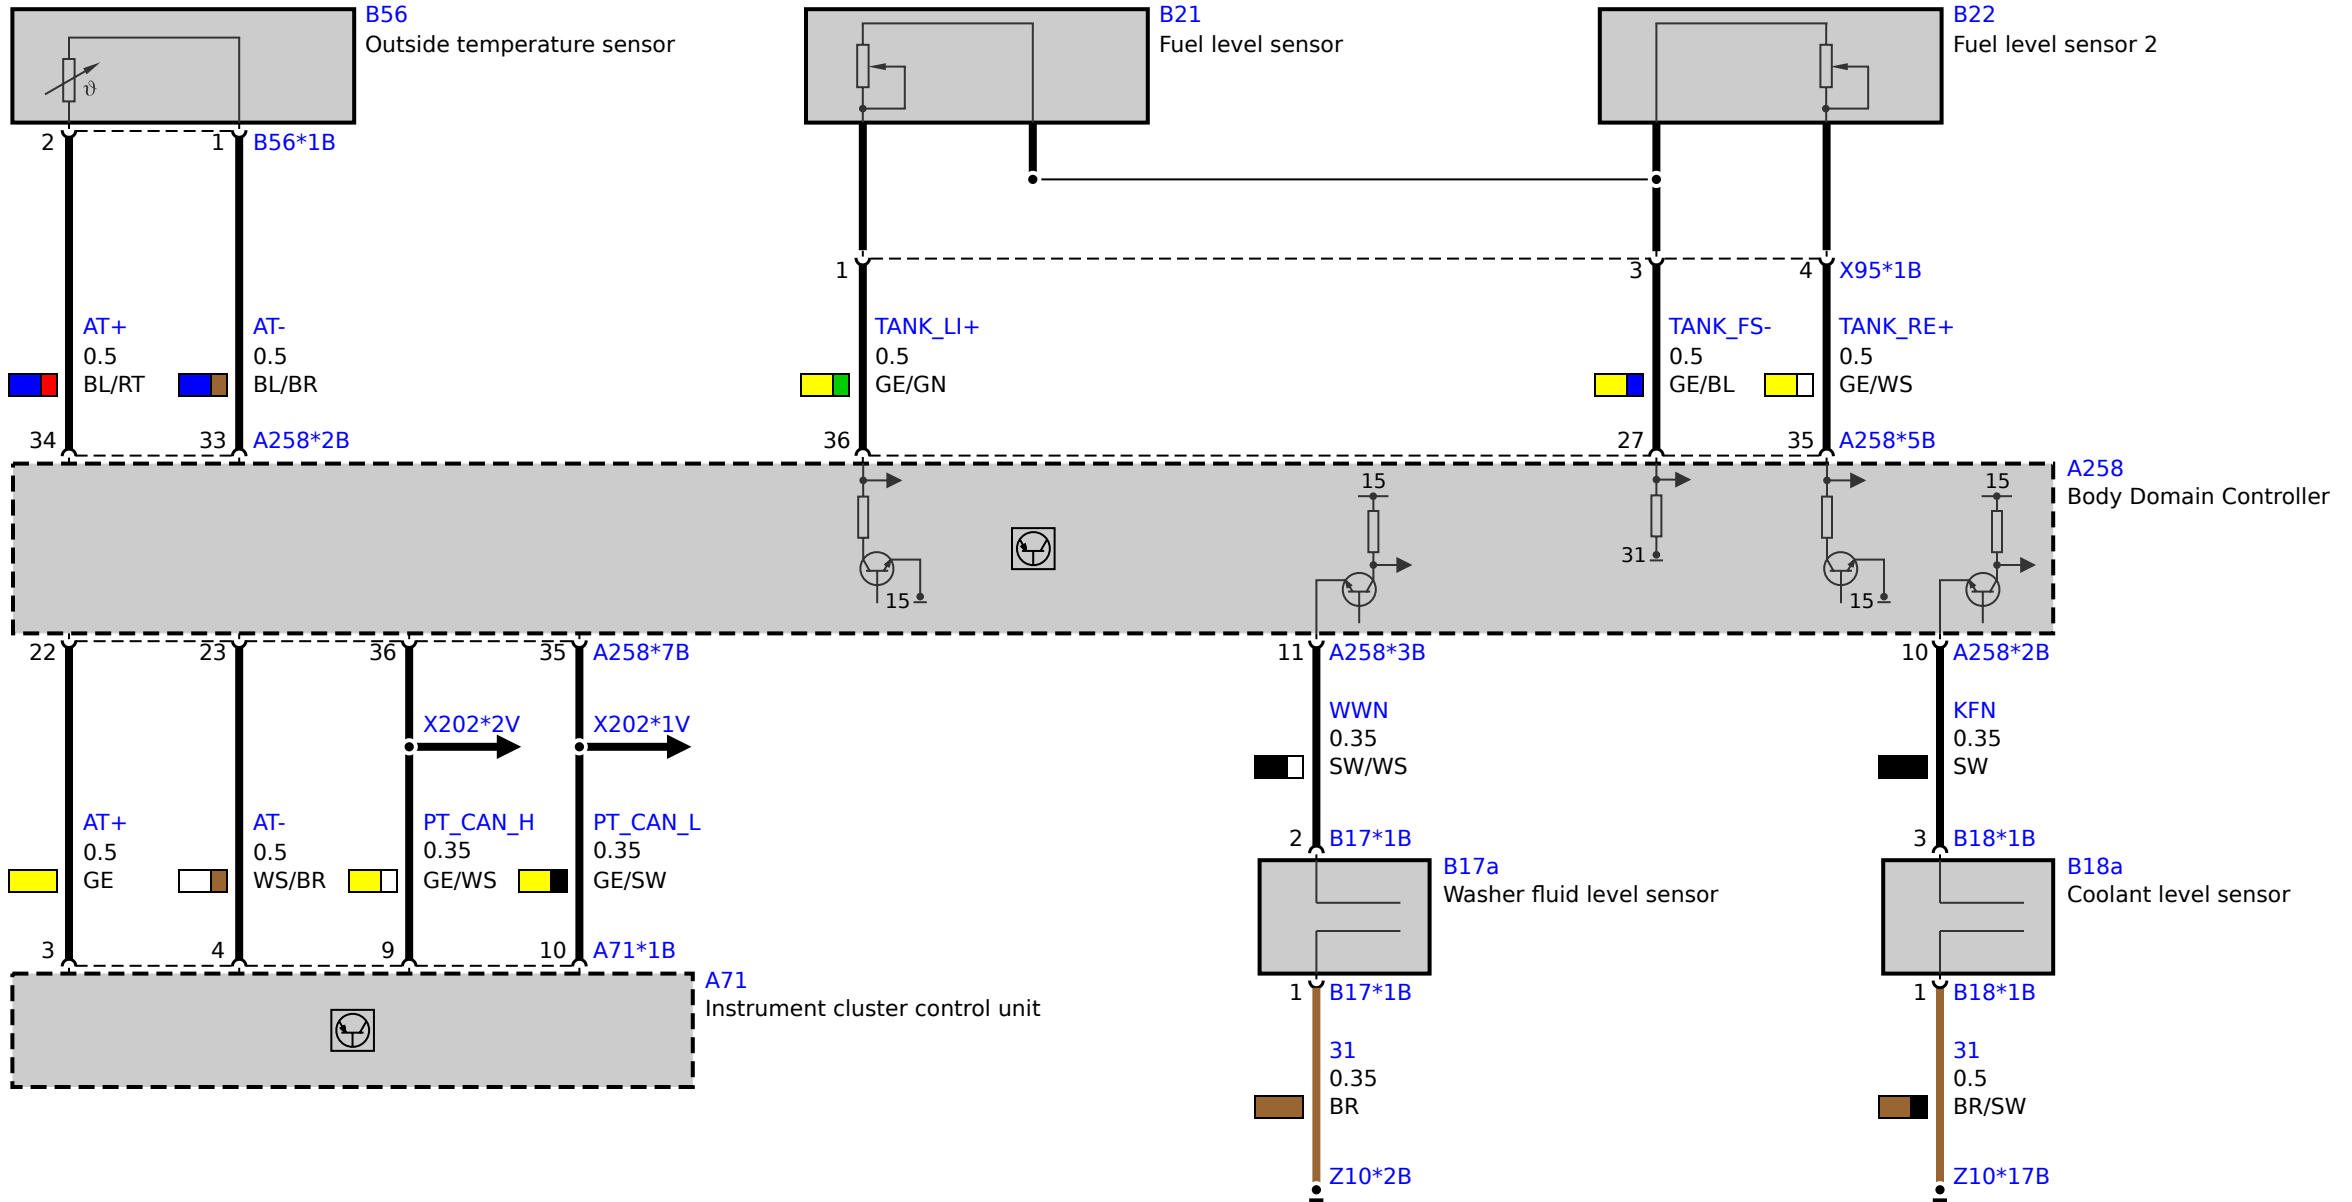 B56
Outside temperature sensor
B21
Fuel level sensor
B22
Fuel level sensor 2
ϑ
2
1
B56*1B
1
3
4
X95*1B
AT+
0.5
BL/RT
AT-
0.5
BL/BR
TANK_LI+
0.5
GE/GN
TANK_FS-
0.5
GE/BL
TANK_RE+
0.5
GE/WS
34
33
A258*2B
36
27
35
A258*5B
A258
Body Domain Controller
15
15
31
15
15
22
23
36
35
A258*7B
11
A258*3B
10
A258*2B
X202*2V
X202*1V
WWN
0.35
SW/WS
KFN
0.35
SW
AT+
0.5
GE
AT-
0.5
WS/BR
PT_CAN_H
0.35
GE/WS
PT_CAN_L
0.35
GE/SW
2
B17*1B
3
B18*1B
B17a
Washer fluid level sensor
B18a
Coolant level sensor
3
4
9
10
A71*1B
A71
Instrument cluster control unit
1
B17*1B
1
B18*1B
31
0.35
BR
31
0.5
BR/SW
Z10*2B
Z10*17B